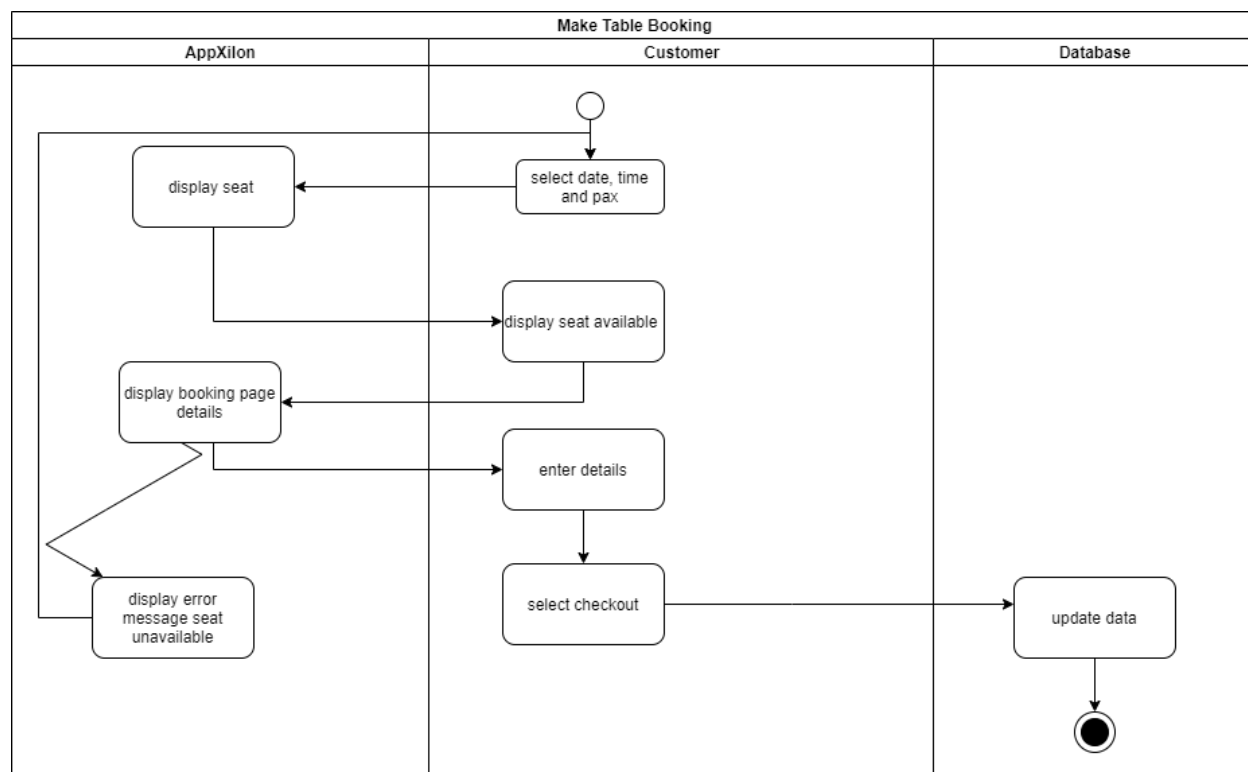 Make Table Booking
AppXilon
Customer
Database
select date, time
and pax
display seat
display seat available
display booking page
details
enter details
display error
message seat
unavailable
select checkout
update data